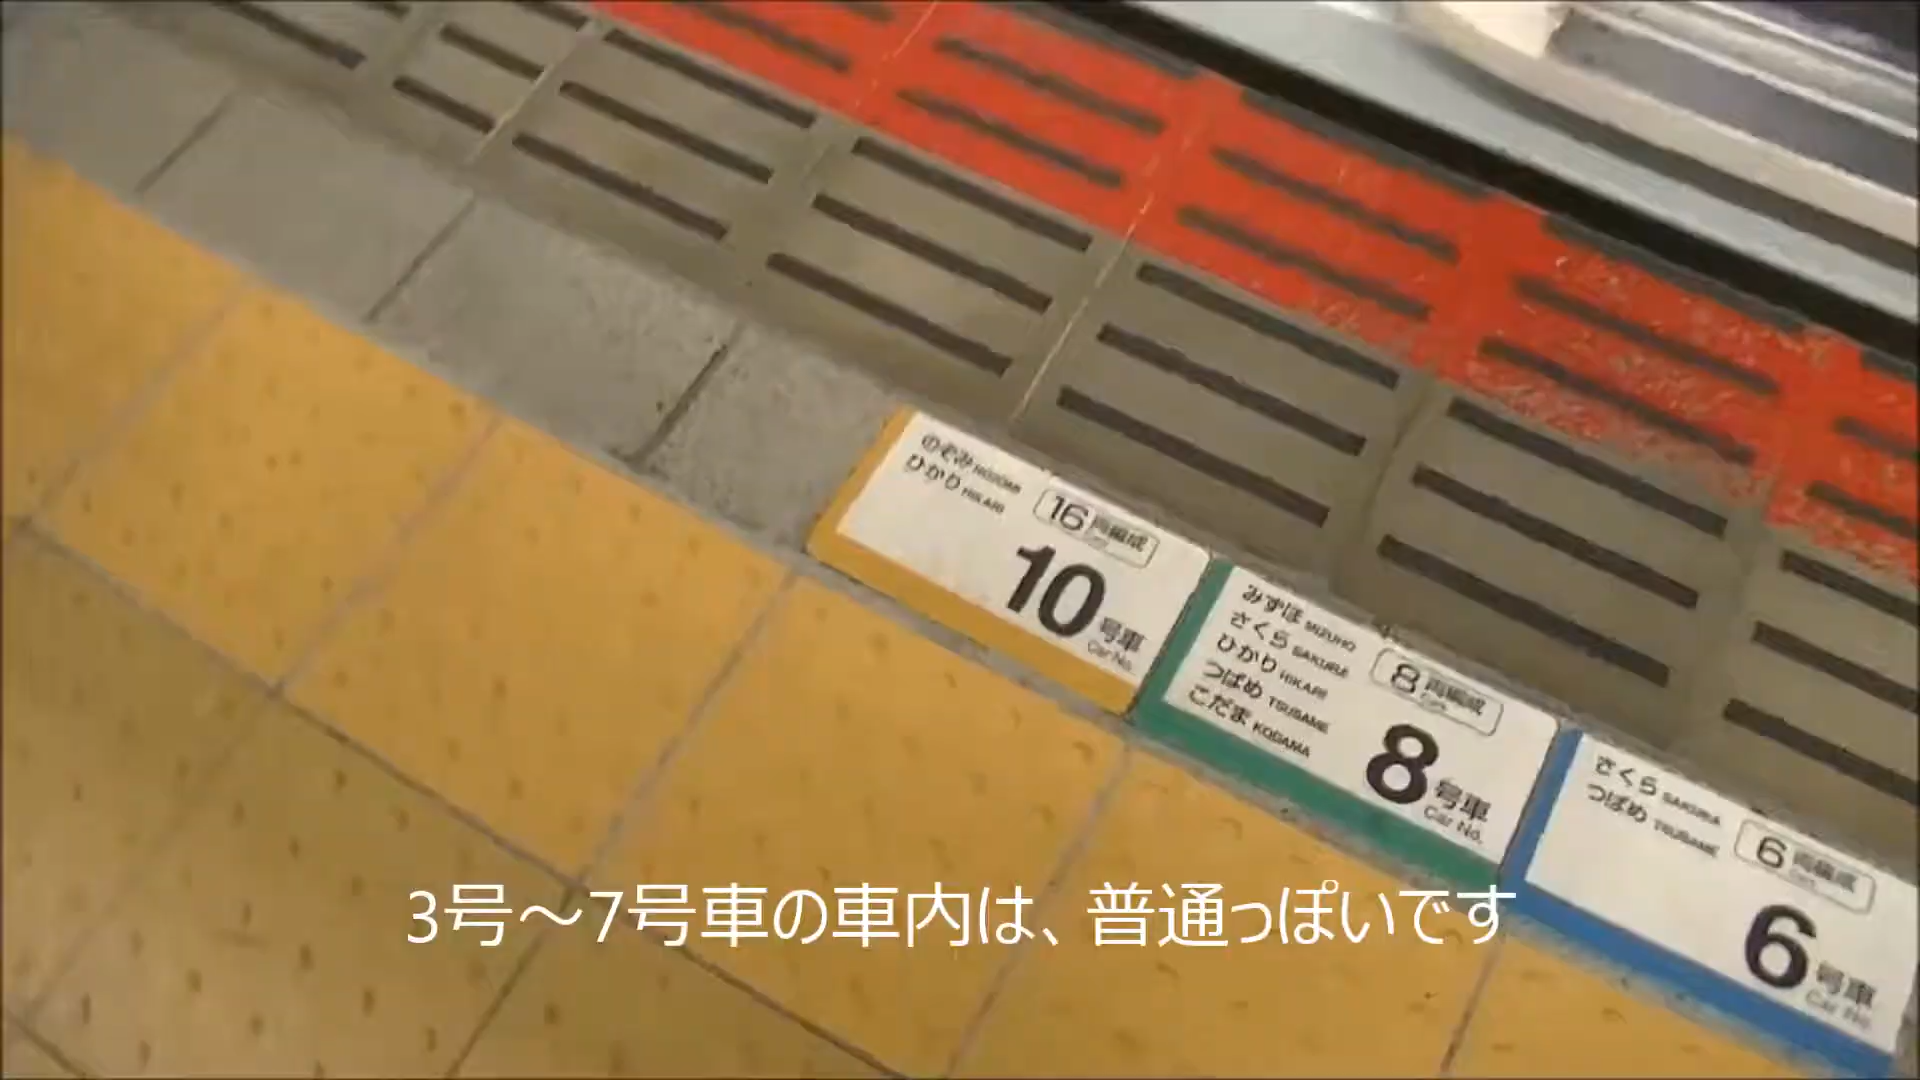 のぞみ NOZOMI
ひかり HIKARI
16両編成
Cars
10号車
Car No.
みずほ MIZUHO
さくら SAKURA
ひかり HIKARI
つばめ TSUBAME
こだま KODAMA
8両編成
Cars
8号車
Car No.
さくら SAKURA
つばめ TSUBAME
6両編成
Cars
6号車
Car No.
3号～7号車の車内は、普通っぽいです